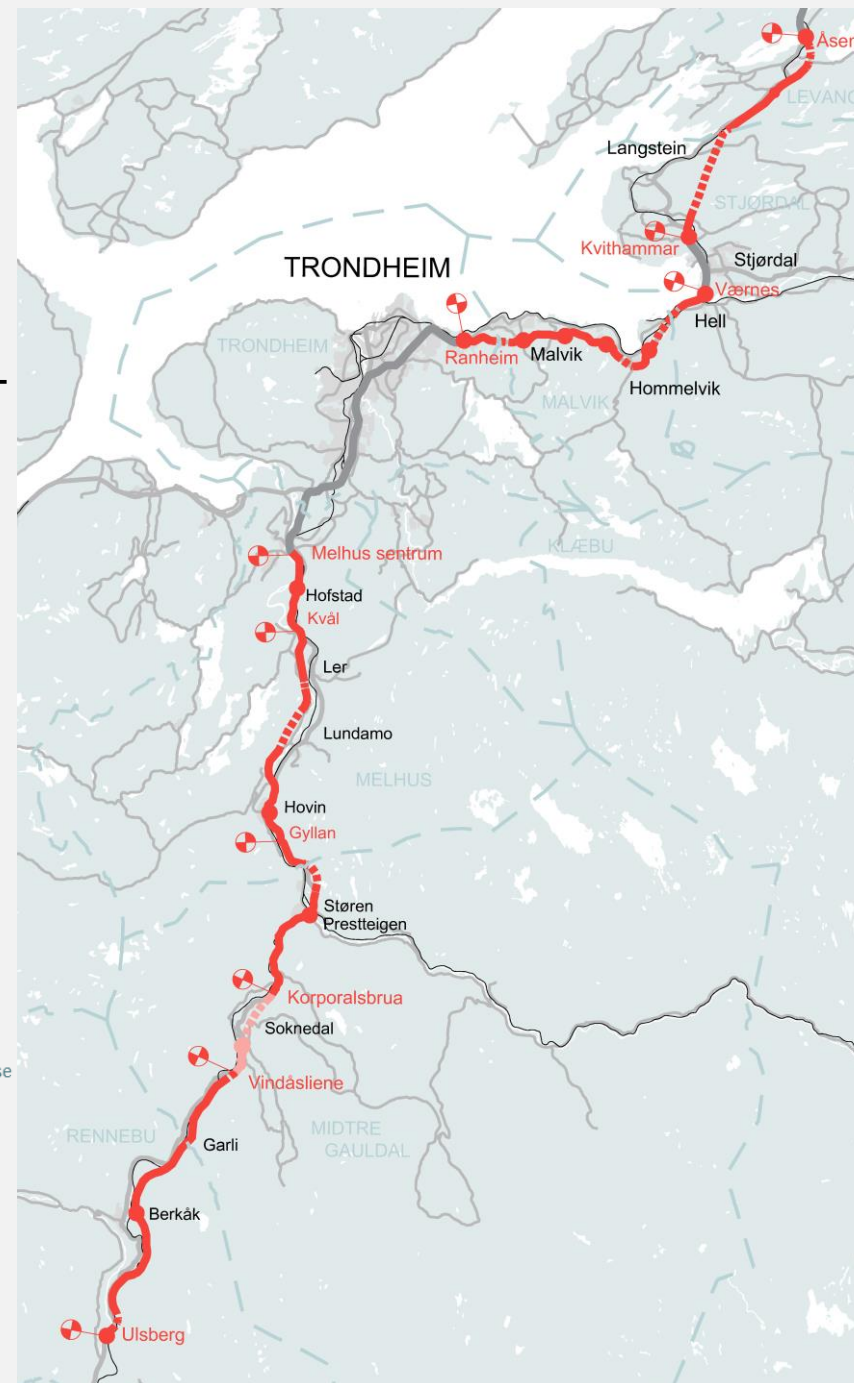 Åsen
LEVANG
Langstein
STJØRDAL
Kvithammar
Stjørdal
TRONDHEIM
Værnes
Hell
TRONDHEIM
Ranheim
Malvik
Hommelvik
MALVIK
Melhus sentrum
KLÆBU
Hofstad
Kvål
Ler
Lundamo
MELHUS
Hovin
Gyllan
Støren
Prestteigen
Korporalsbrua
Soknedal
se
Vindåsliene
RENNEBU
MIDTRE
GAULDAL
Garli
Berkåk
Ulsberg